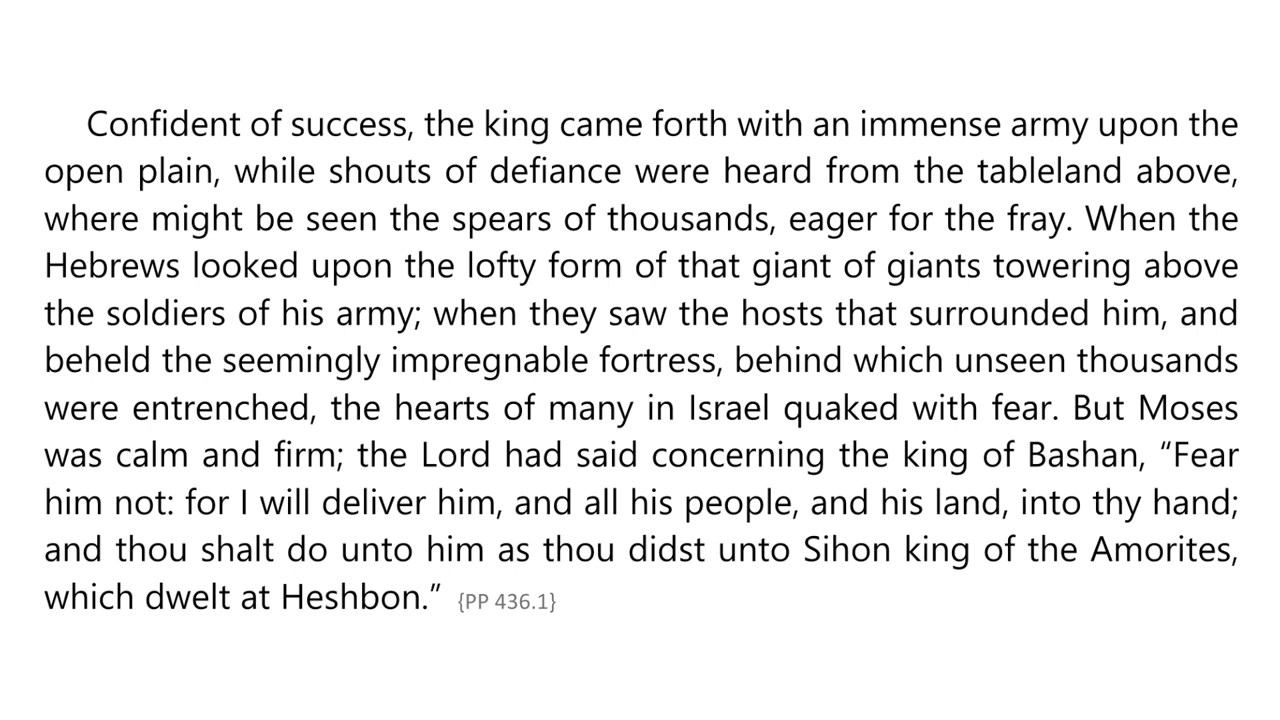 Confident of success, the king came forth with an immense army upon the
open plain, while shouts of defiance were heard from the tableland above,
where might be seen the spears of thousands, eager for the fray. When the
Hebrews looked upon the lofty form of that giant of giants towering above
the soldiers of his army; when they saw the hosts that surrounded him, and
beheld the seemingly impregnable fortress, behind which unseen thousands
were entrenched, the hearts of many in Israel quaked with fear. But Moses
was calm and firm; the Lord had said concerning the king of Bashan, “Fear
him not: for I will deliver him, and all his people, and his land, into thy hand;
and thou shalt do unto him as thou didst unto Sihon king of the Amorites,
which dwelt at Heshbon.” {PP 436.1}